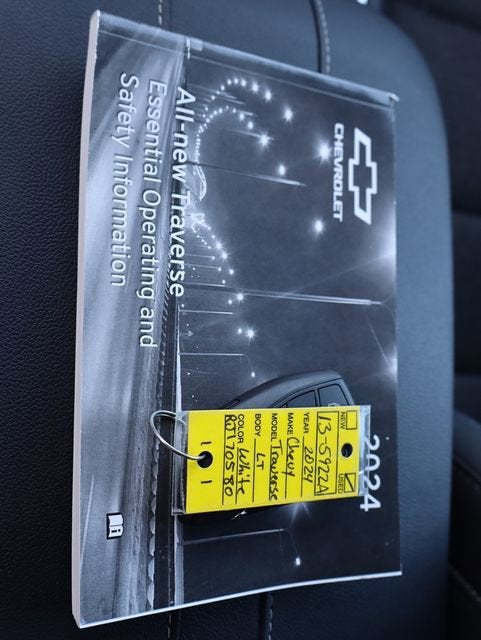 CHEVROLET
2024
All-new Traverse
Essential Operating and
Safety Information
NEW USED
13-5922A
YEAR 2024
MAKE Chevy
MODEL Traverse
BODY LT
COLOR White
RJ170580